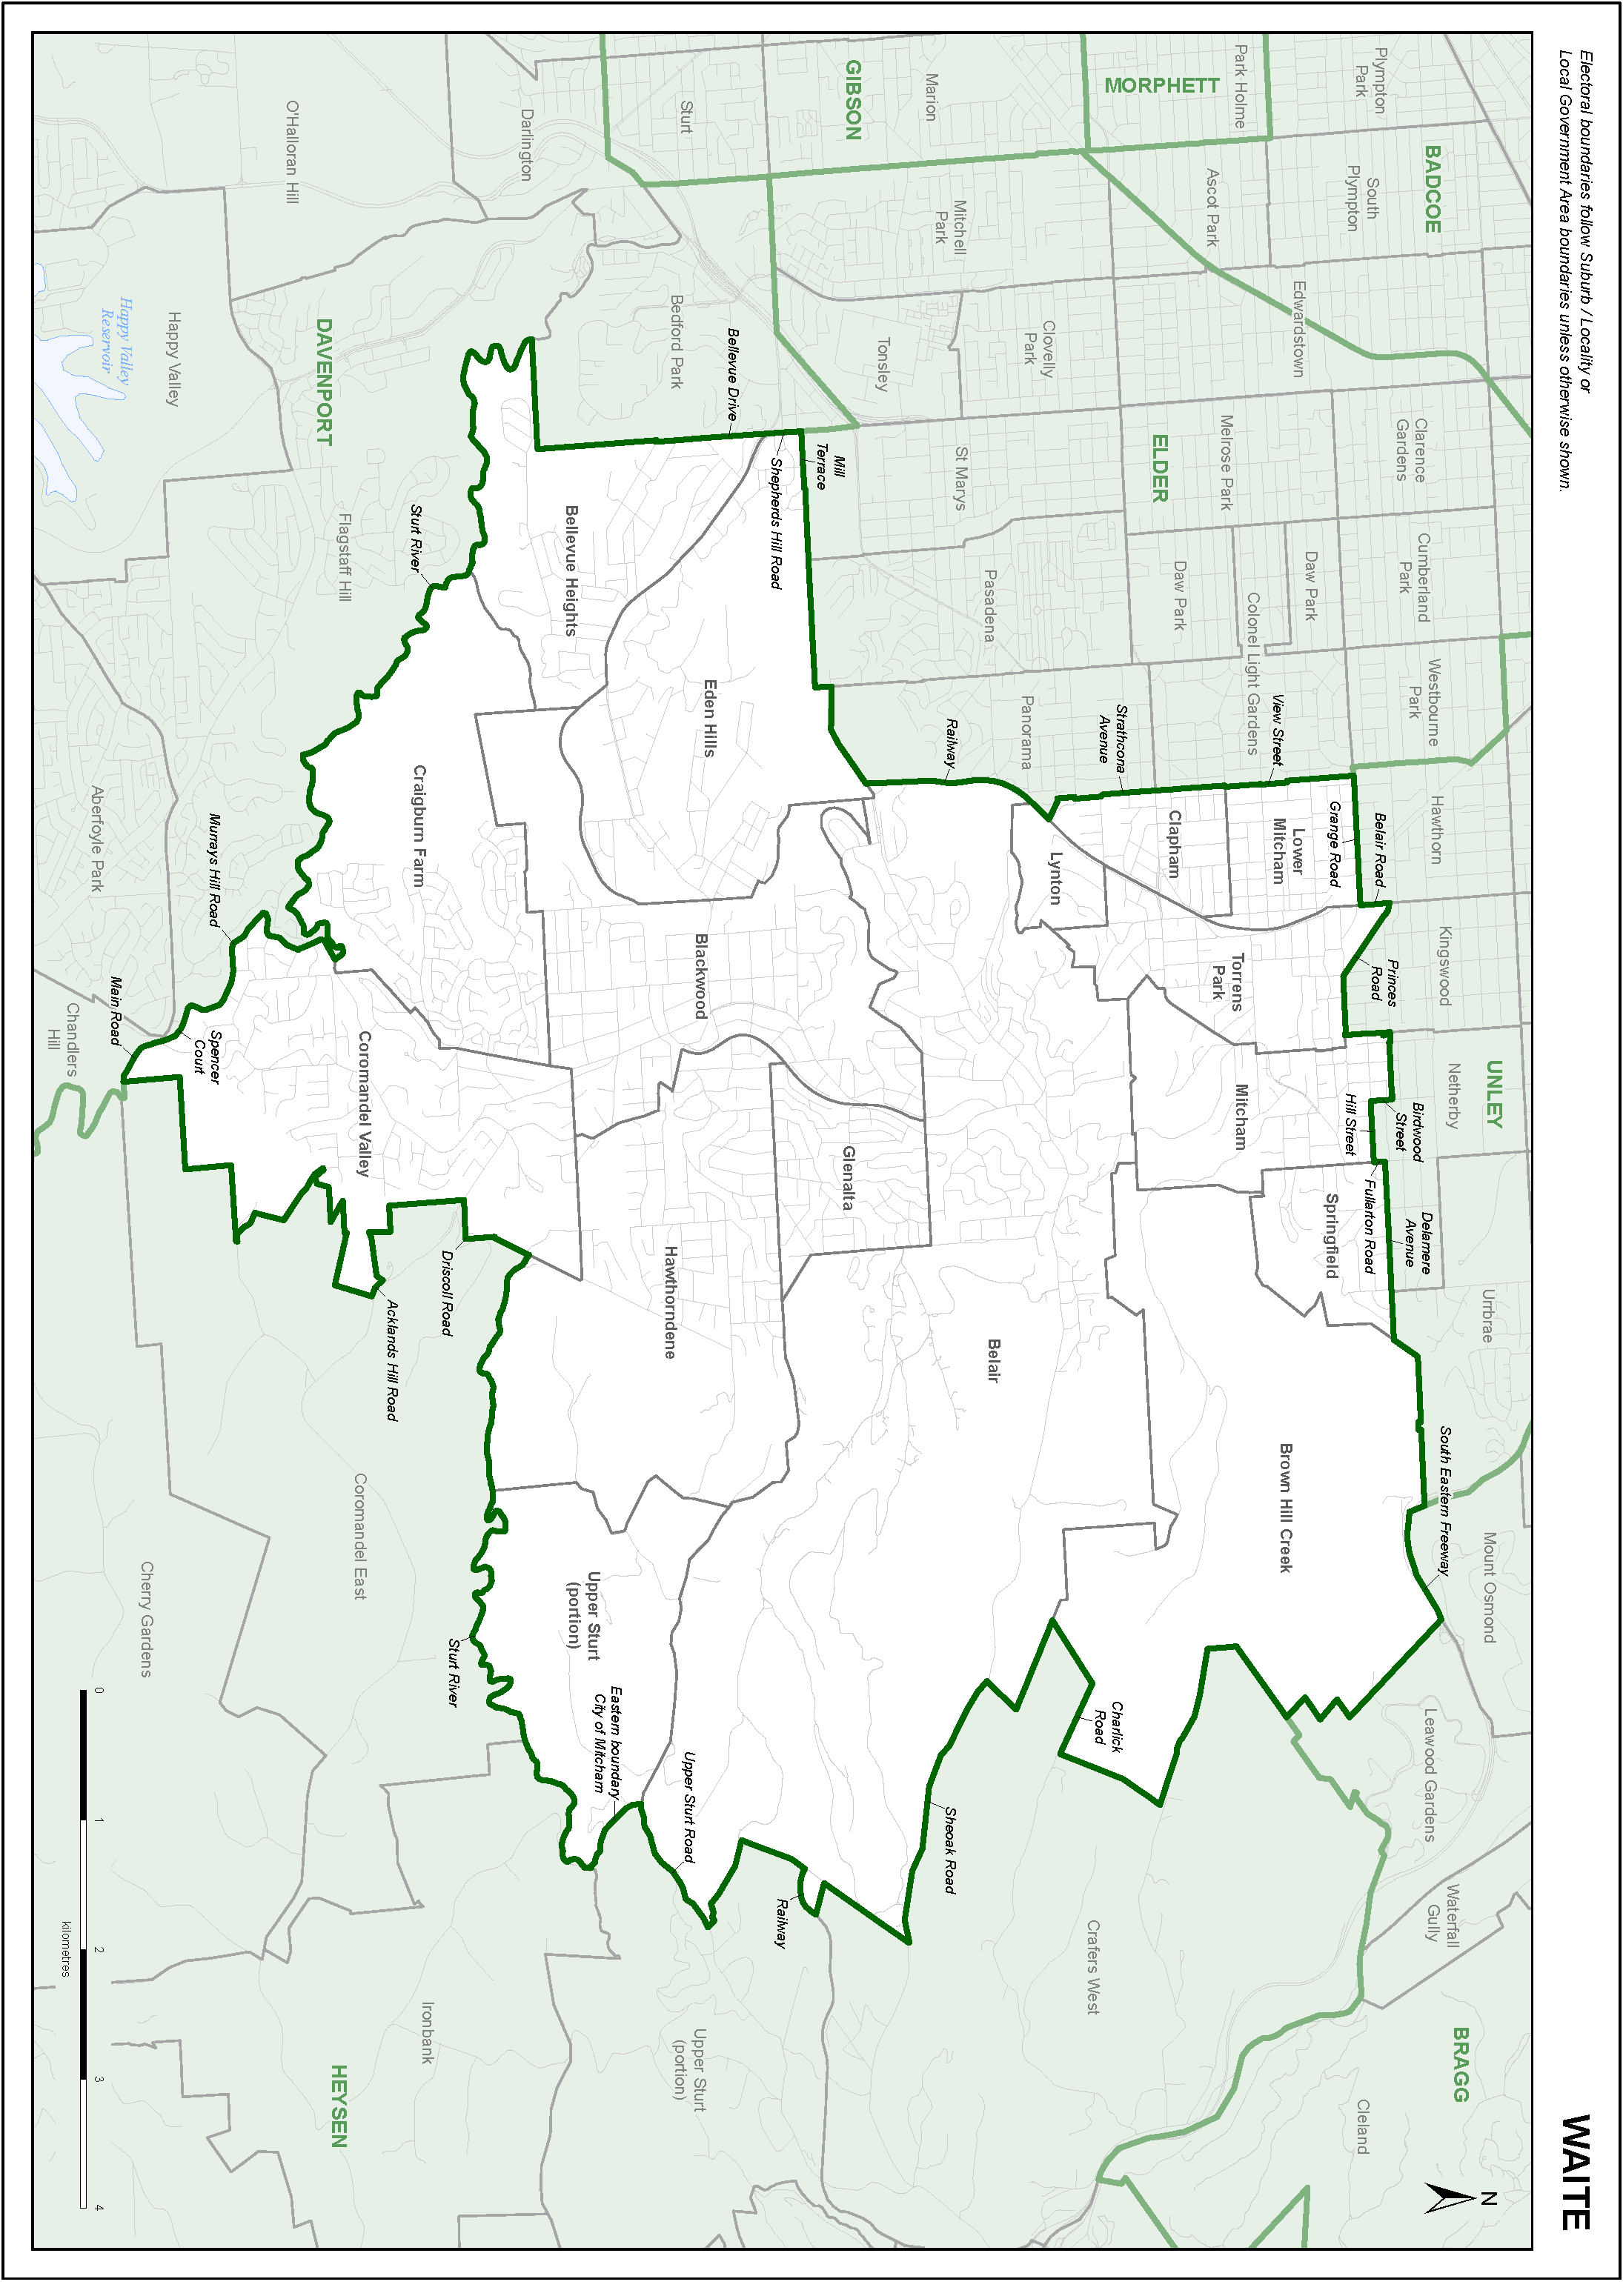 WAITE
Electoral boundaries follow Suburb / Locality or
Local Government Area boundaries unless otherwise shown.
N
Plympton
Park
Park Holme
MORPHETT
Marion
GIBSON
Sturt
Darlington
O'Halloran Hill
BADCOE
South
Plympton
Ascot Park
Mitchell
Park
Edwardstown
Clovelly
Park
Tonsley
Bedford Park
Bellevue Drive
DAVENPORT
Happy Valley
Happy Valley
Reservoir
Clarence
Gardens
Melrose Park
ELDER
St Marys
Mill
Terrace
Shepherds Hill Road
Cumberland
Park
Daw Park
Colonel Light Gardens
Daw Park
Pasadena
Bellevue Heights
Sturt River
Flagstaff Hill
Westbourne
Park
View Street
Strathcona
Avenue
Panorama
Railway
Eden Hills
Craigburn Farm
Hawthorn
Belair Road
Grange Road
Lower
Mitcham
Clapham
Lynton
Aberfoyle Park
Murrays Hill Road
Kingswood
Princes
Road
Torrens
Park
Blackwood
Main Road
Spencer
Court
Chandlers
Hill
Coromandel Valley
UNLEY
Netherby
Birdwood
Street
Hill Street
Mitcham
Glenalta
Fullarton Road
Delamere
Avenue
Springfield
Urrbrae
Hawthorndene
Driscoll Road
Acklands Hill Road
Belair
South Eastern Freeway
Brown Hill Creek
Mount Osmond
Coromandel East
Cherry Gardens
Upper Sturt
(portion)
Sturt River
Eastern boundary
City of Mitcham
Upper Sturt Road
Charlick
Road
Leawood Gardens
Sheoak Road
Railway
Waterfall
Gully
Crafers West
BRAGG
Cleland
Ironbank
Upper Sturt
(portion)
HEYSEN
0
1
2
3
4
kilometres